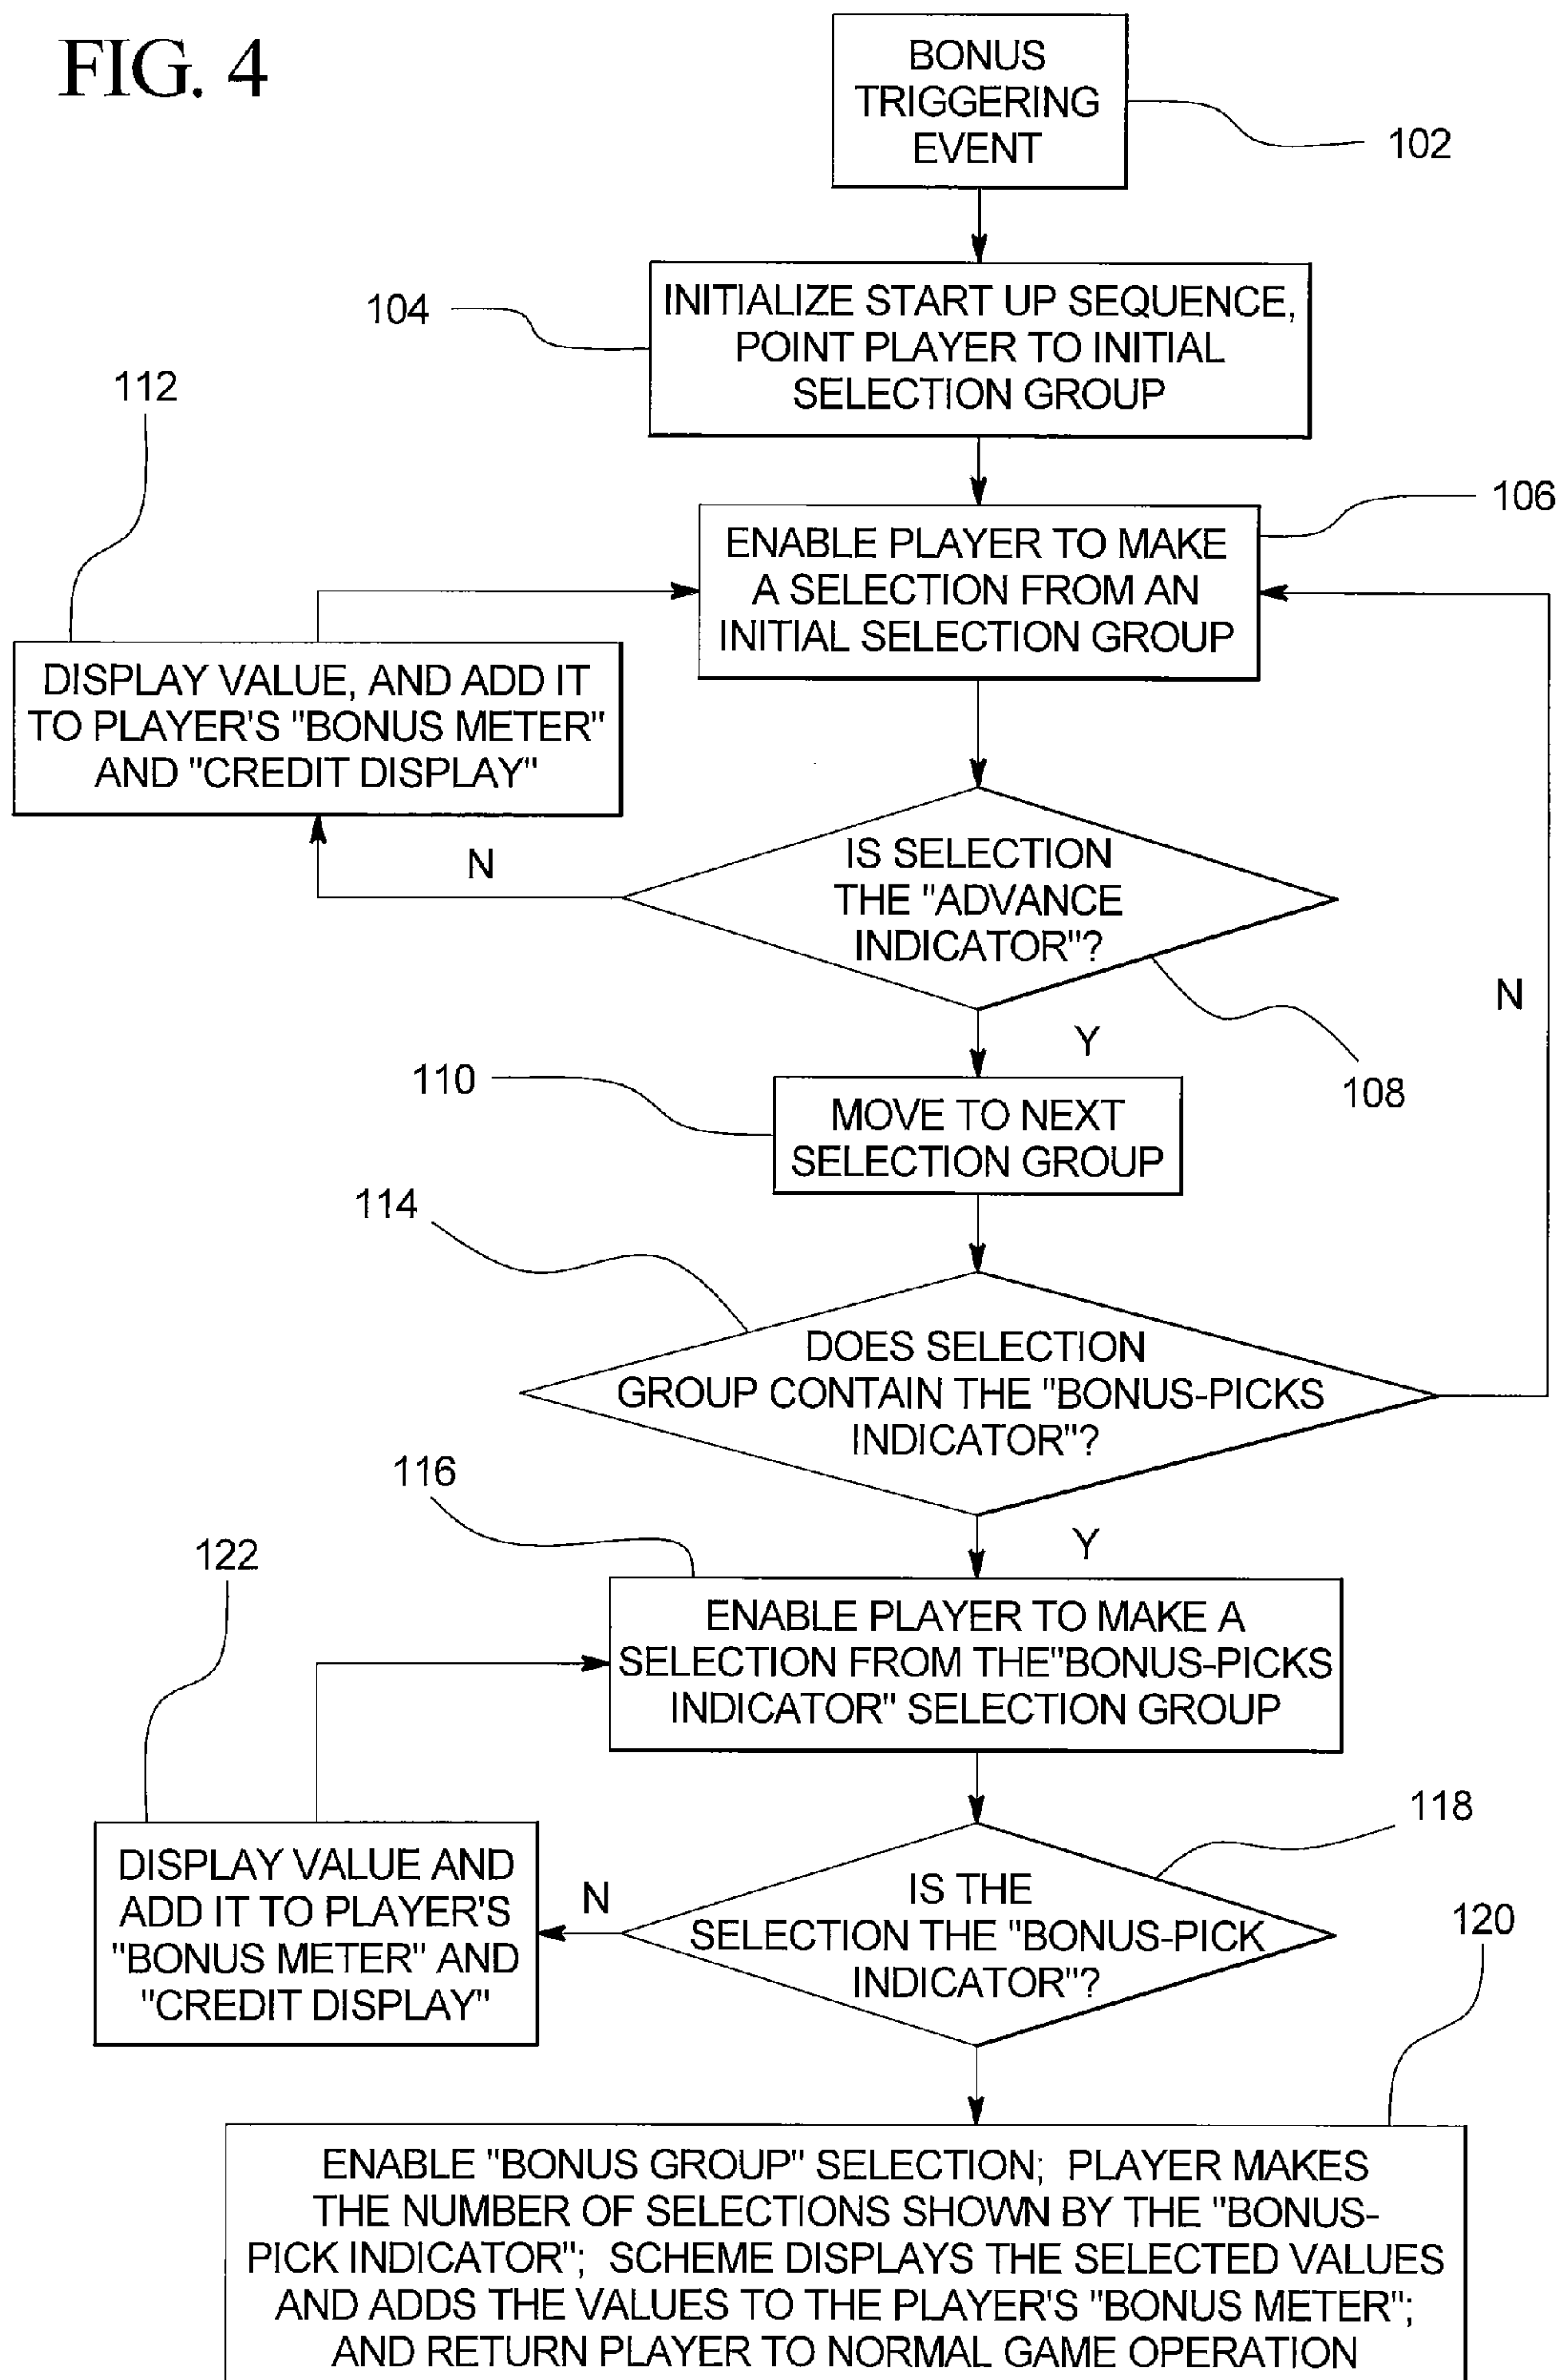 FIG. 4
BONUS
TRIGGERING
EVENT
102
104
INITIALIZE START UP SEQUENCE,
POINT PLAYER TO INITIAL
SELECTION GROUP
112
106
ENABLE PLAYER TO MAKE
A SELECTION FROM AN
INITIAL SELECTION GROUP
DISPLAY VALUE, AND ADD IT
TO PLAYER'S "BONUS METER"
AND "CREDIT DISPLAY"
N
IS SELECTION
THE "ADVANCE
INDICATOR"?
N
Y
108
110
MOVE TO NEXT
SELECTION GROUP
114
DOES SELECTION
GROUP CONTAIN THE "BONUS-PICKS
INDICATOR"?
116
Y
122
ENABLE PLAYER TO MAKE A
SELECTION FROM THE"BONUS-PICKS
INDICATOR" SELECTION GROUP
118
DISPLAY VALUE AND
ADD IT TO PLAYER'S
"BONUS METER" AND
"CREDIT DISPLAY"
N
IS THE
SELECTION THE "BONUS-PICK
INDICATOR"?
120
ENABLE "BONUS GROUP" SELECTION; PLAYER MAKES
THE NUMBER OF SELECTIONS SHOWN BY THE "BONUS-
PICK INDICATOR"; SCHEME DISPLAYS THE SELECTED VALUES
AND ADDS THE VALUES TO THE PLAYER'S "BONUS METER";
AND RETURN PLAYER TO NORMAL GAME OPERATION